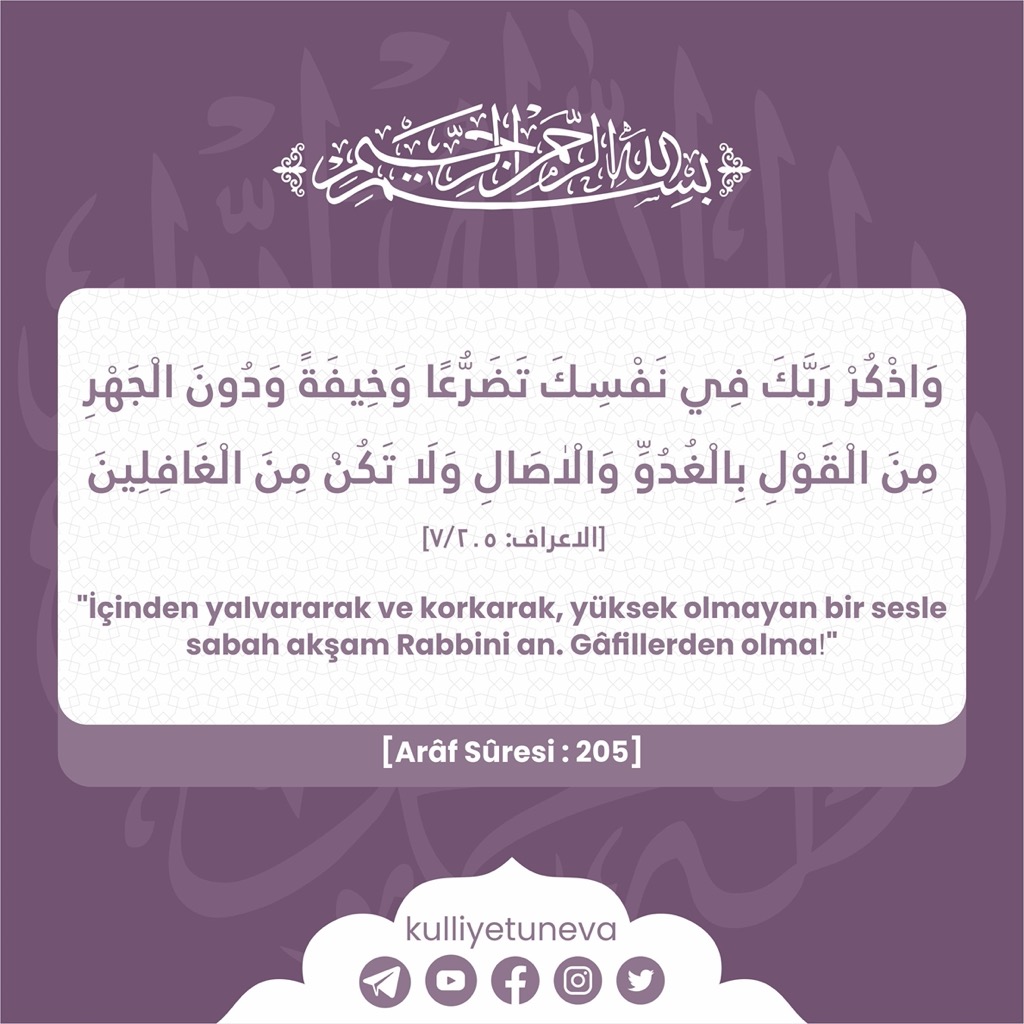 بسم الله الرحمن الرحيم
وَاذْكُرْ رَبَّكَ فِي نَفْسِكَ تَضَرُّعًا وَخِيفَةً وَدُونَ الْجَهْرِ
مِنَ الْقَوْلِ بِالْغُدُوِّ وَالْاٰصَالِ وَلَا تَكُنْ مِنَ الْغَافِلِينَ
[الاعراف: ٧/٢٠٥]
"İçinden yalvararak ve korkarak, yüksek olmayan bir sesle
sabah akşam Rabbini an. Gâfillerden olma!"
[Arâf Sûresi : 205]
kulliyetuneva